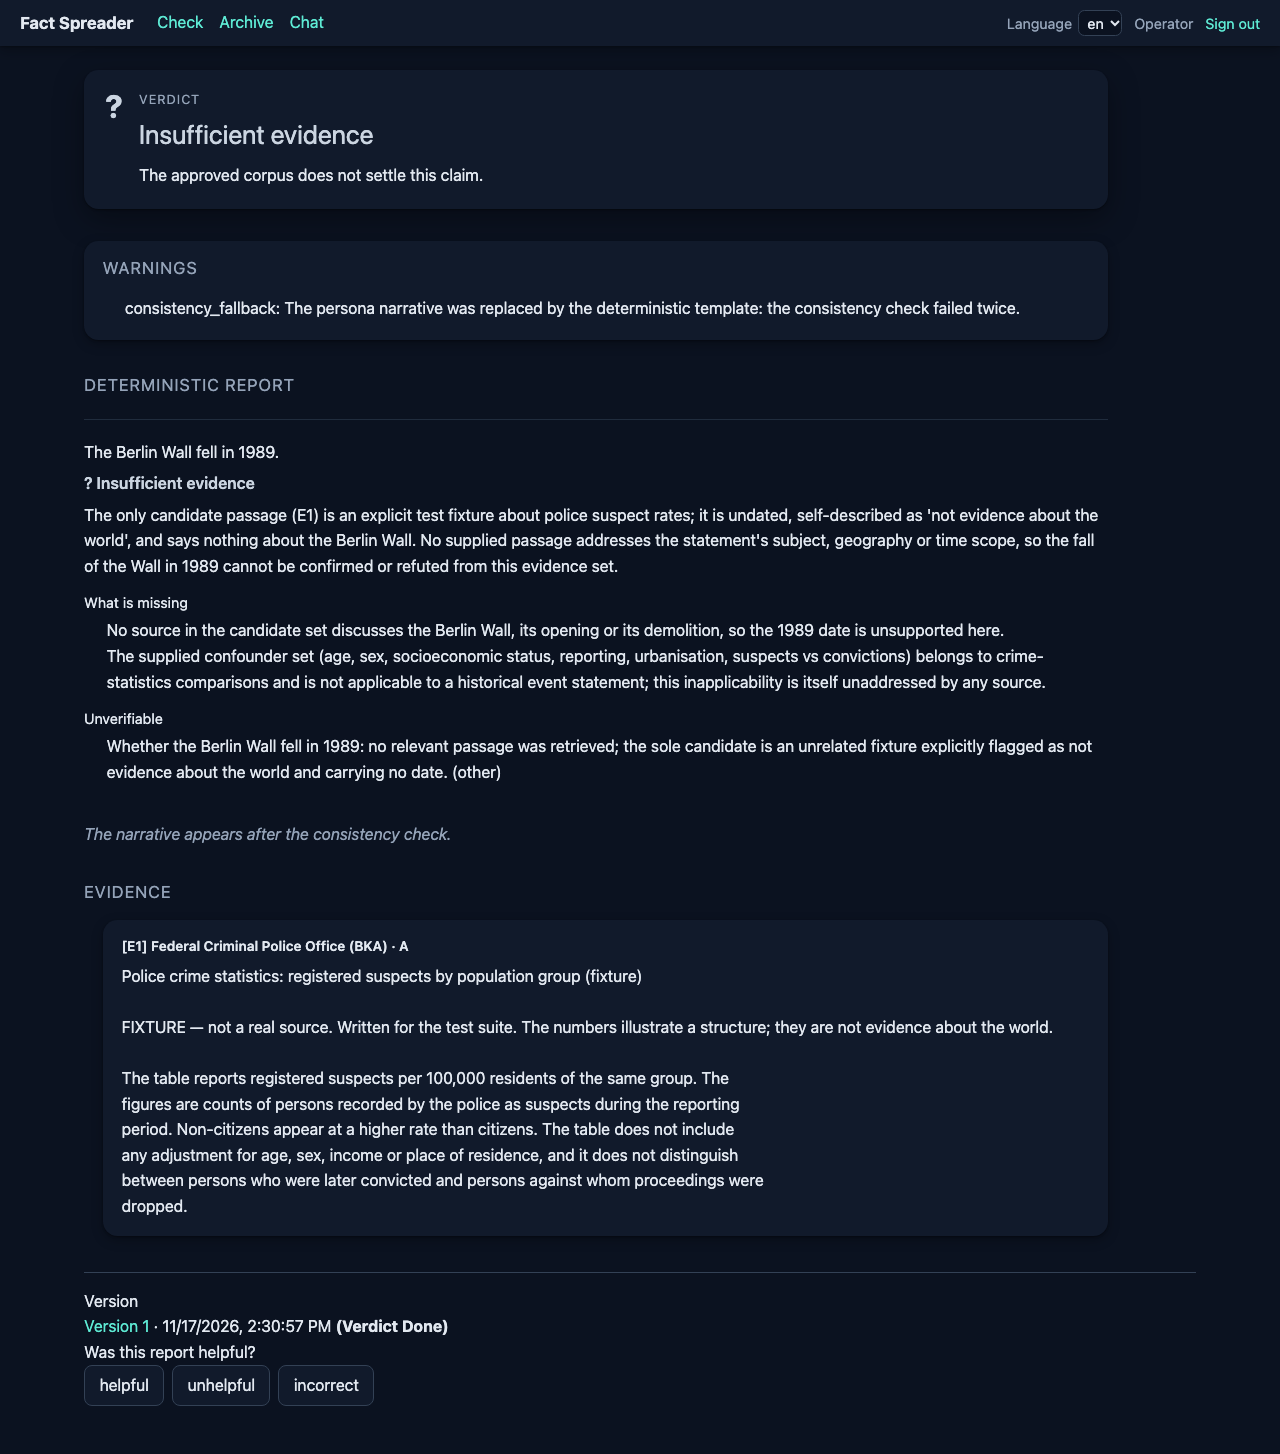 Fact Spreader Check Archive Chat Language en Operator Sign out
?
VERDICT
Insufficient evidence
The approved corpus does not settle this claim.
WARNINGS
consistency_fallback: The persona narrative was replaced by the deterministic template: the consistency check failed twice.
DETERMINISTIC REPORT
The Berlin Wall fell in 1989.
? Insufficient evidence
The only candidate passage (E1) is an explicit test fixture about police suspect rates; it is undated, self-described as 'not evidence about the
world', and says nothing about the Berlin Wall. No supplied passage addresses the statement's subject, geography or time scope, so the fall
of the Wall in 1989 cannot be confirmed or refuted from this evidence set.
What is missing
No source in the candidate set discusses the Berlin Wall, its opening or its demolition, so the 1989 date is unsupported here.
The supplied confounder set (age, sex, socioeconomic status, reporting, urbanisation, suspects vs convictions) belongs to crime-
statistics comparisons and is not applicable to a historical event statement; this inapplicability is itself unaddressed by any source.
Unverifiable
Whether the Berlin Wall fell in 1989: no relevant passage was retrieved; the sole candidate is an unrelated fixture explicitly flagged as not
evidence about the world and carrying no date. (other)
The narrative appears after the consistency check.
EVIDENCE
[E1] Federal Criminal Police Office (BKA) · A
Police crime statistics: registered suspects by population group (fixture)
FIXTURE — not a real source. Written for the test suite. The numbers illustrate a structure; they are not evidence about the world.
The table reports registered suspects per 100,000 residents of the same group. The
figures are counts of persons recorded by the police as suspects during the reporting
period. Non-citizens appear at a higher rate than citizens. The table does not include
any adjustment for age, sex, income or place of residence, and it does not distinguish
between persons who were later convicted and persons against whom proceedings were
dropped.
Version
Version 1 · 11/17/2026, 2:30:57 PM (Verdict Done)
Was this report helpful?
helpful unhelpful incorrect